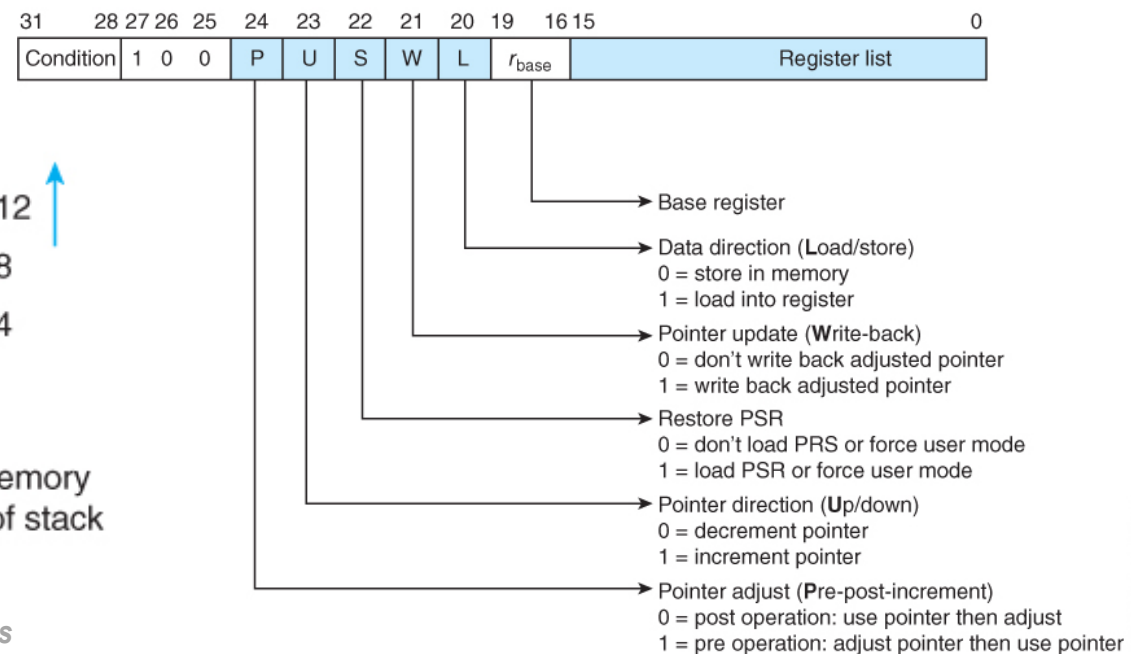 31 28 27 26 25 24 23 22 21 20 19 16 15 0
Condition 1 0 0 P U S W L rbase Register list
12
8
4
emory
of stack
s
Base register
Data direction (Load/store)
0 = store in memory
1 = load into register
Pointer update (Write-back)
0 = don't write back adjusted pointer
1 = write back adjusted pointer
Restore PSR
0 = don't load PRS or force user mode
1 = load PSR or force user mode
Pointer direction (Up/down)
0 = decrement pointer
1 = increment pointer
Pointer adjust (Pre-post-increment)
0 = post operation: use pointer then adjust
1 = pre operation: adjust pointer then use pointer